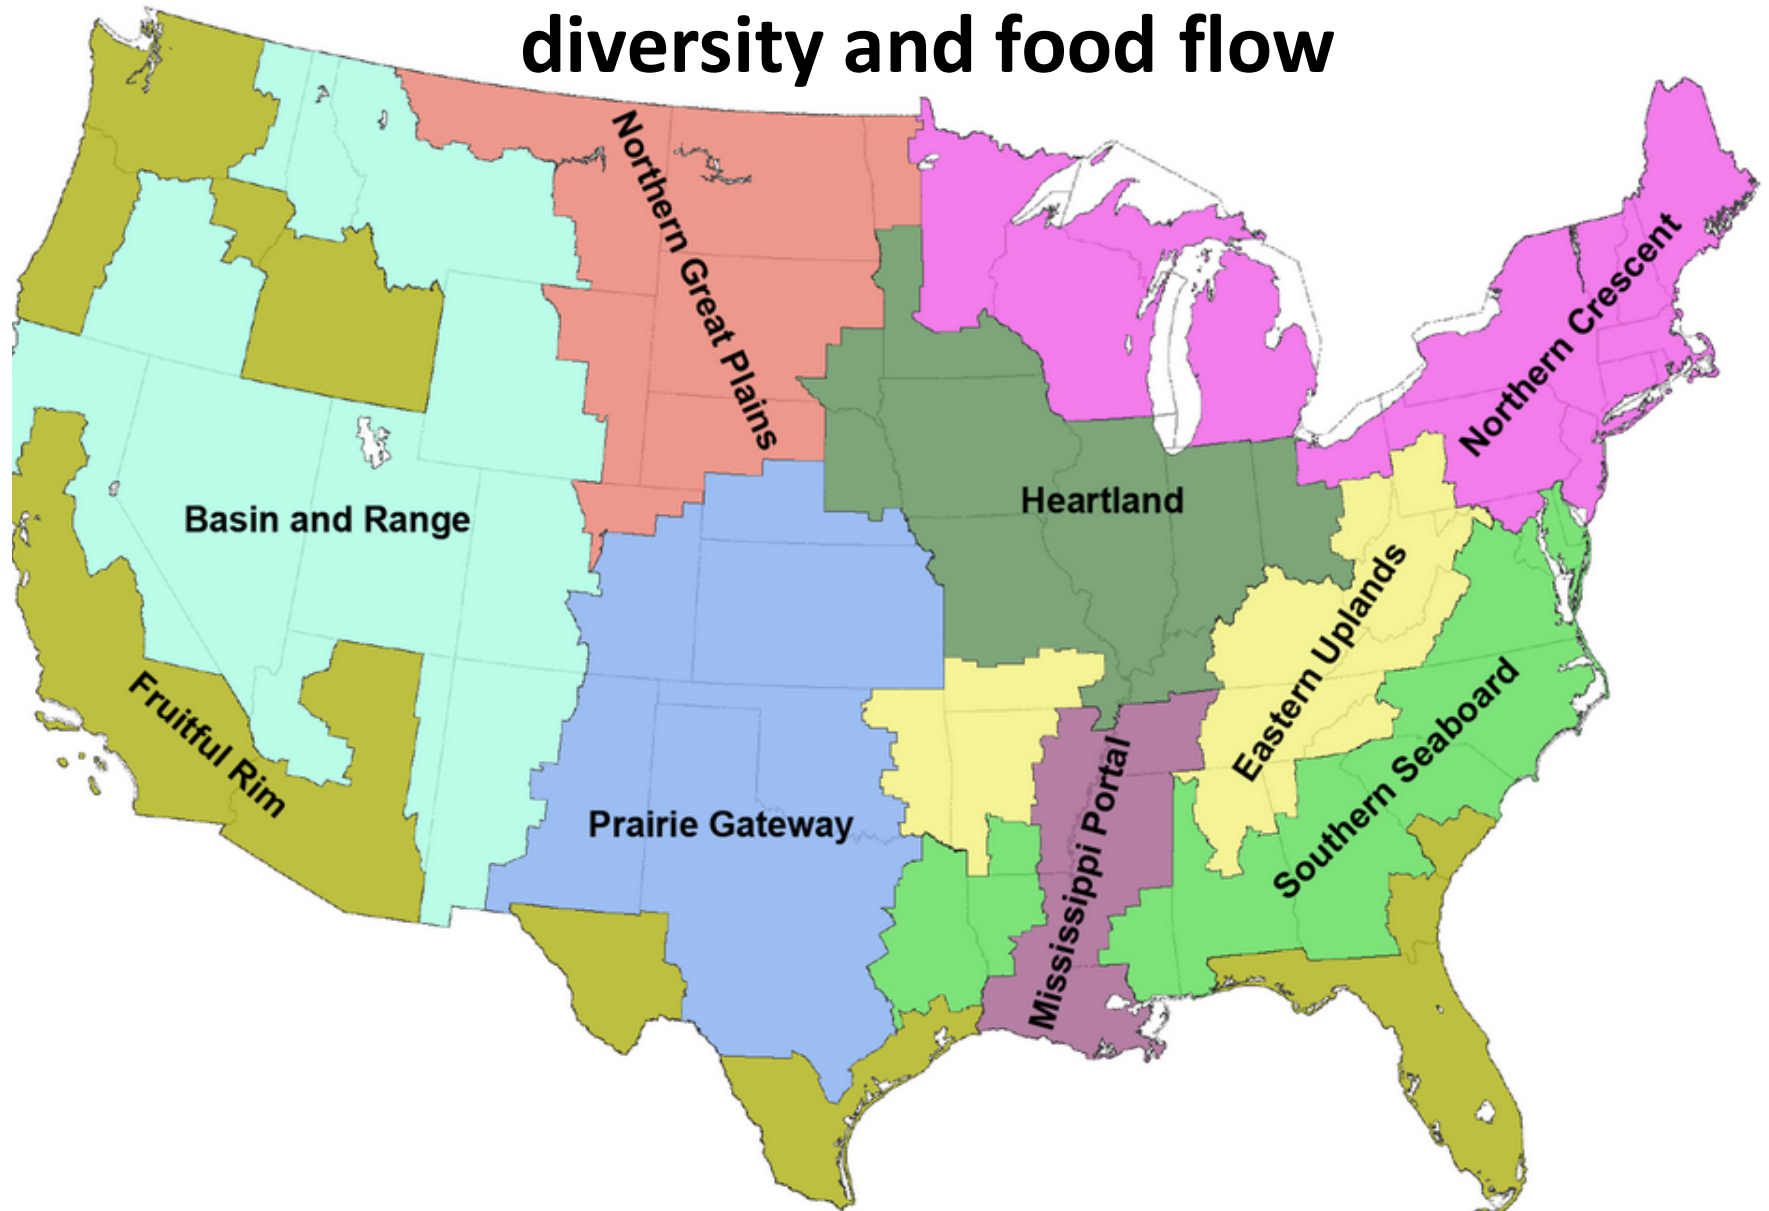 diversity and food flow
Northern Great Plains
Northern Crescent
Basin and Range
Heartland
Eastern Uplands
Fruitful Rim
Prairie Gateway
Mississippi Portal
Southern Seaboard